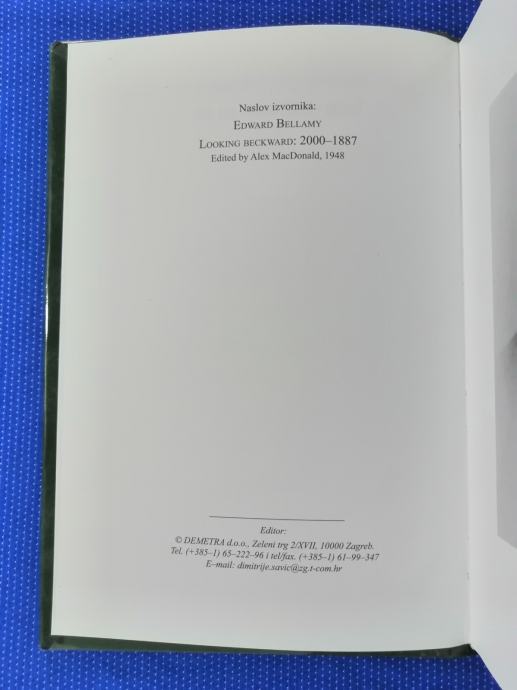 Naslov izvornika:
EDWARD BELLAMY
LOOKING BECKWARD: 2000–1887
Edited by Alex MacDonald, 1948
Editor:
© DEMETRA d.o.o., Zeleni trg 2/XVII, 10000 Zagreb.
Tel. (+385–1) 65–222–96 i tel/fax. (+385–1) 61–99–347
E–mail: dimitrije.savic@zg.t-com.hr